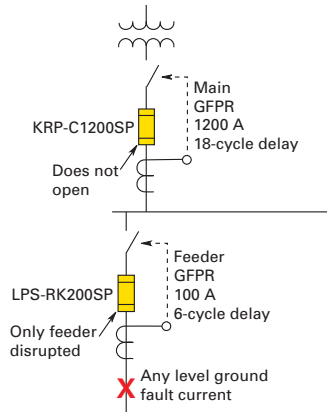 Main
GFPR
1200 A
18-cycle delay
KRP-C1200SP
Does not
open
Feeder
GFPR
100 A
6-cycle delay
LPS-RK200SP
Only feeder
disrupted
X Any level ground
fault current